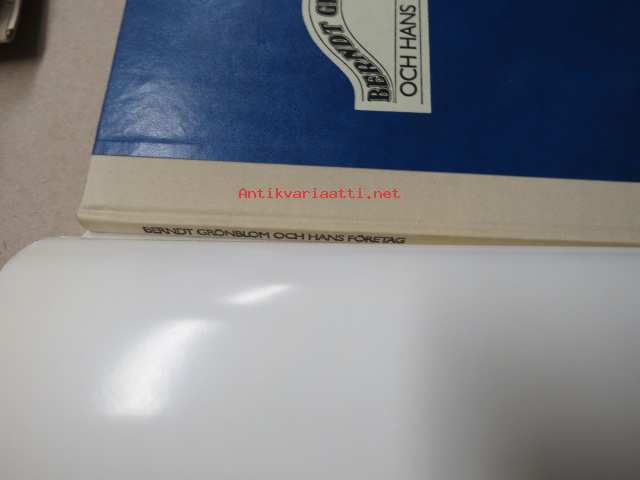 BERNDT
OCH HANS
Antikvariaatti.net
BERNDT GRÖNBLOM OCH HANS FÖRETAG